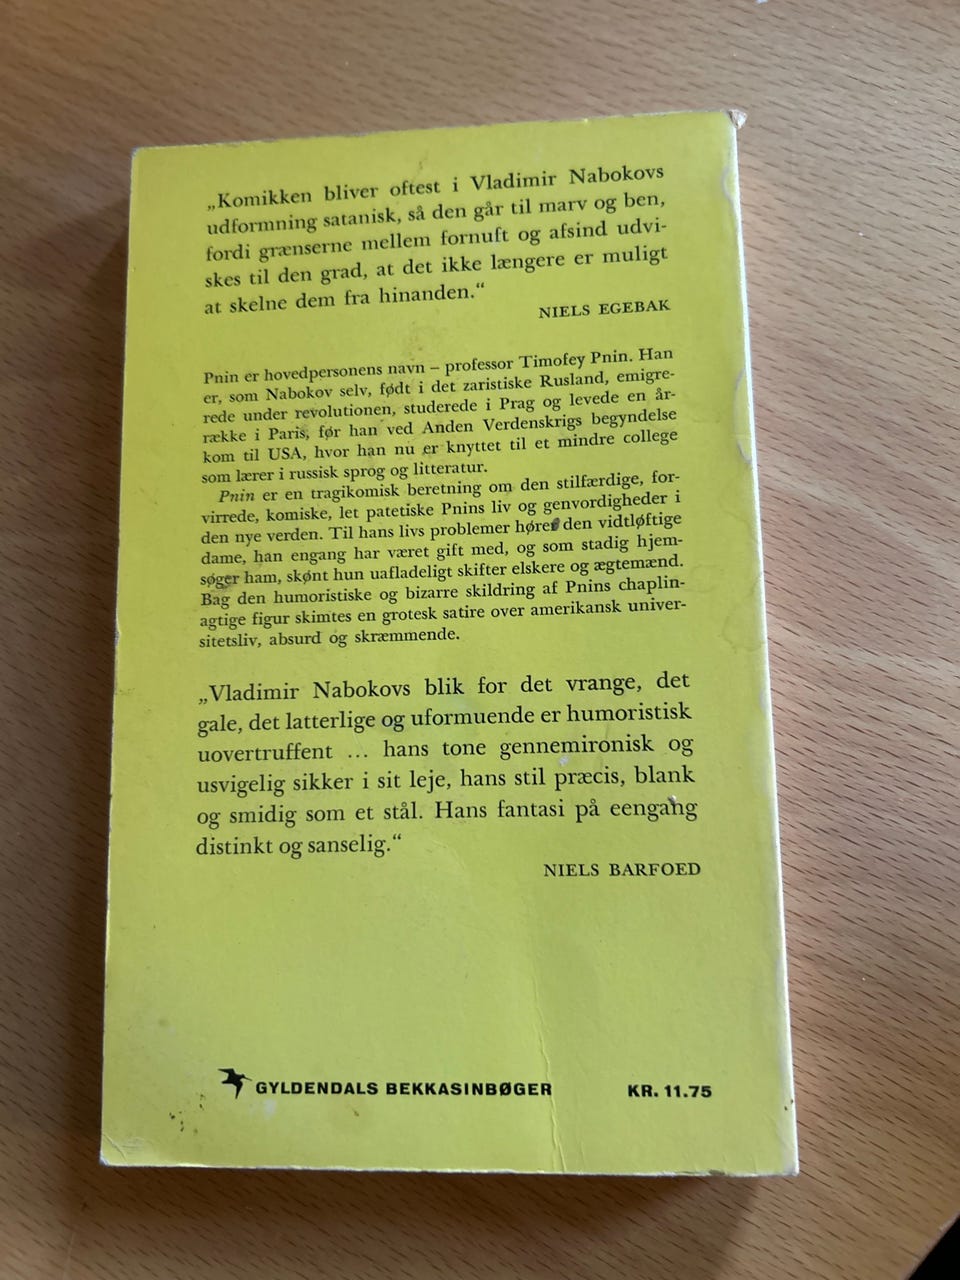 „Komikken bliver oftest i Vladimir Nabokovs
udformning satanisk, så den går til marv og ben,
fordi grænserne mellem fornuft og afsind udvi-
skes til den grad, at det ikke længere er muligt
at skelne dem fra hinanden.“
NIELS EGEBAK
Pnin er hovedpersonens navn – professor Timofey Pnin. Han
er, som Nabokov selv, født i det zaristiske Rusland, emigre-
rede under revolutionen, studerede i Prag og levede en år-
række i Paris, før han ved Anden Verdenskrigs begyndelse
kom til USA, hvor han nu er knyttet til et mindre college
som lærer i russisk sprog og litteratur.
Pnin er en tragikomisk beretning om den stilfærdige, for-
virrede, komiske, let patetiske Pnins liv og genvordigheder i
den nye verden. Til hans livs problemer hører den vidtløftige
dame, han engang har været gift med, og som stadig hjem-
søger ham, skønt hun uafladeligt skifter elskere og ægtemænd.
Bag den humoristiske og bizarre skildring af Pnins chaplin-
agtige figur skimtes en grotesk satire over amerikansk univer-
sitetsliv, absurd og skræmmende.
„Vladimir Nabokovs blik for det vrange, det
gale, det latterlige og uformuende er humoristisk
uovertruffent ... hans tone gennemironisk og
usvigelig sikker i sit leje, hans stil præcis, blank
og smidig som et stål. Hans fantasi på eengang
distinkt og sanselig.“
NIELS BARFOED
GYLDENDALS BEKKASINBØGER KR. 11.75